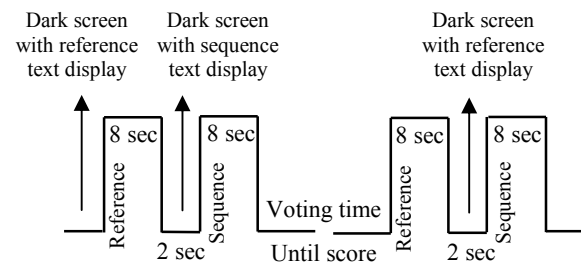 Dark screen
with reference
text display
Dark screen
with sequence
text display
Dark screen
with reference
text display
8 sec
8 sec
8 sec
8 sec
Reference
Sequence
Reference
Sequence
Voting time
2 sec
Until score
2 sec